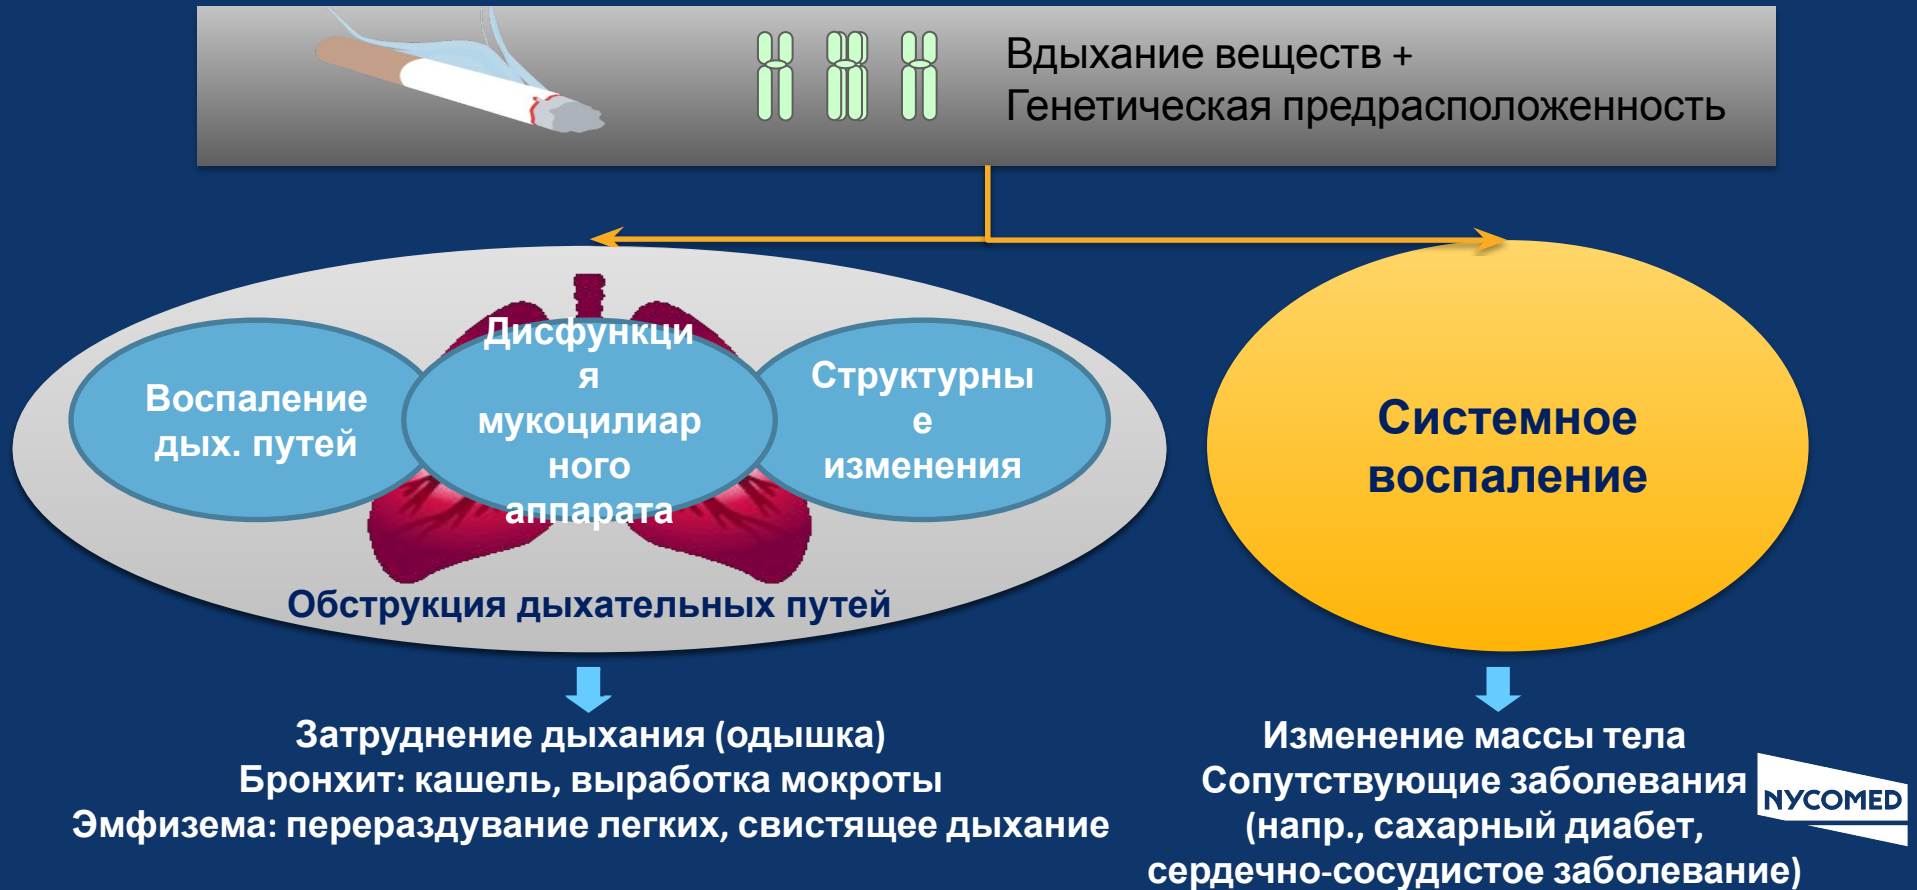 Вдыхание веществ +
Генетическая предрасположенность
Воспаление
дых. путей
Дисфункци
я
мукоцилиар
ного
аппарата
Структурны
е
изменения
Обструкция дыхательных путей
Системное
воспаление
Затруднение дыхания (одышка)
Бронхит: кашель, выработка мокроты
Эмфизема: перераздувание легких, свистящее дыхание
Изменение массы тела
Сопутствующие заболевания
(напр., сахарный диабет,
сердечно-сосудистое заболевание)
NYCOMED